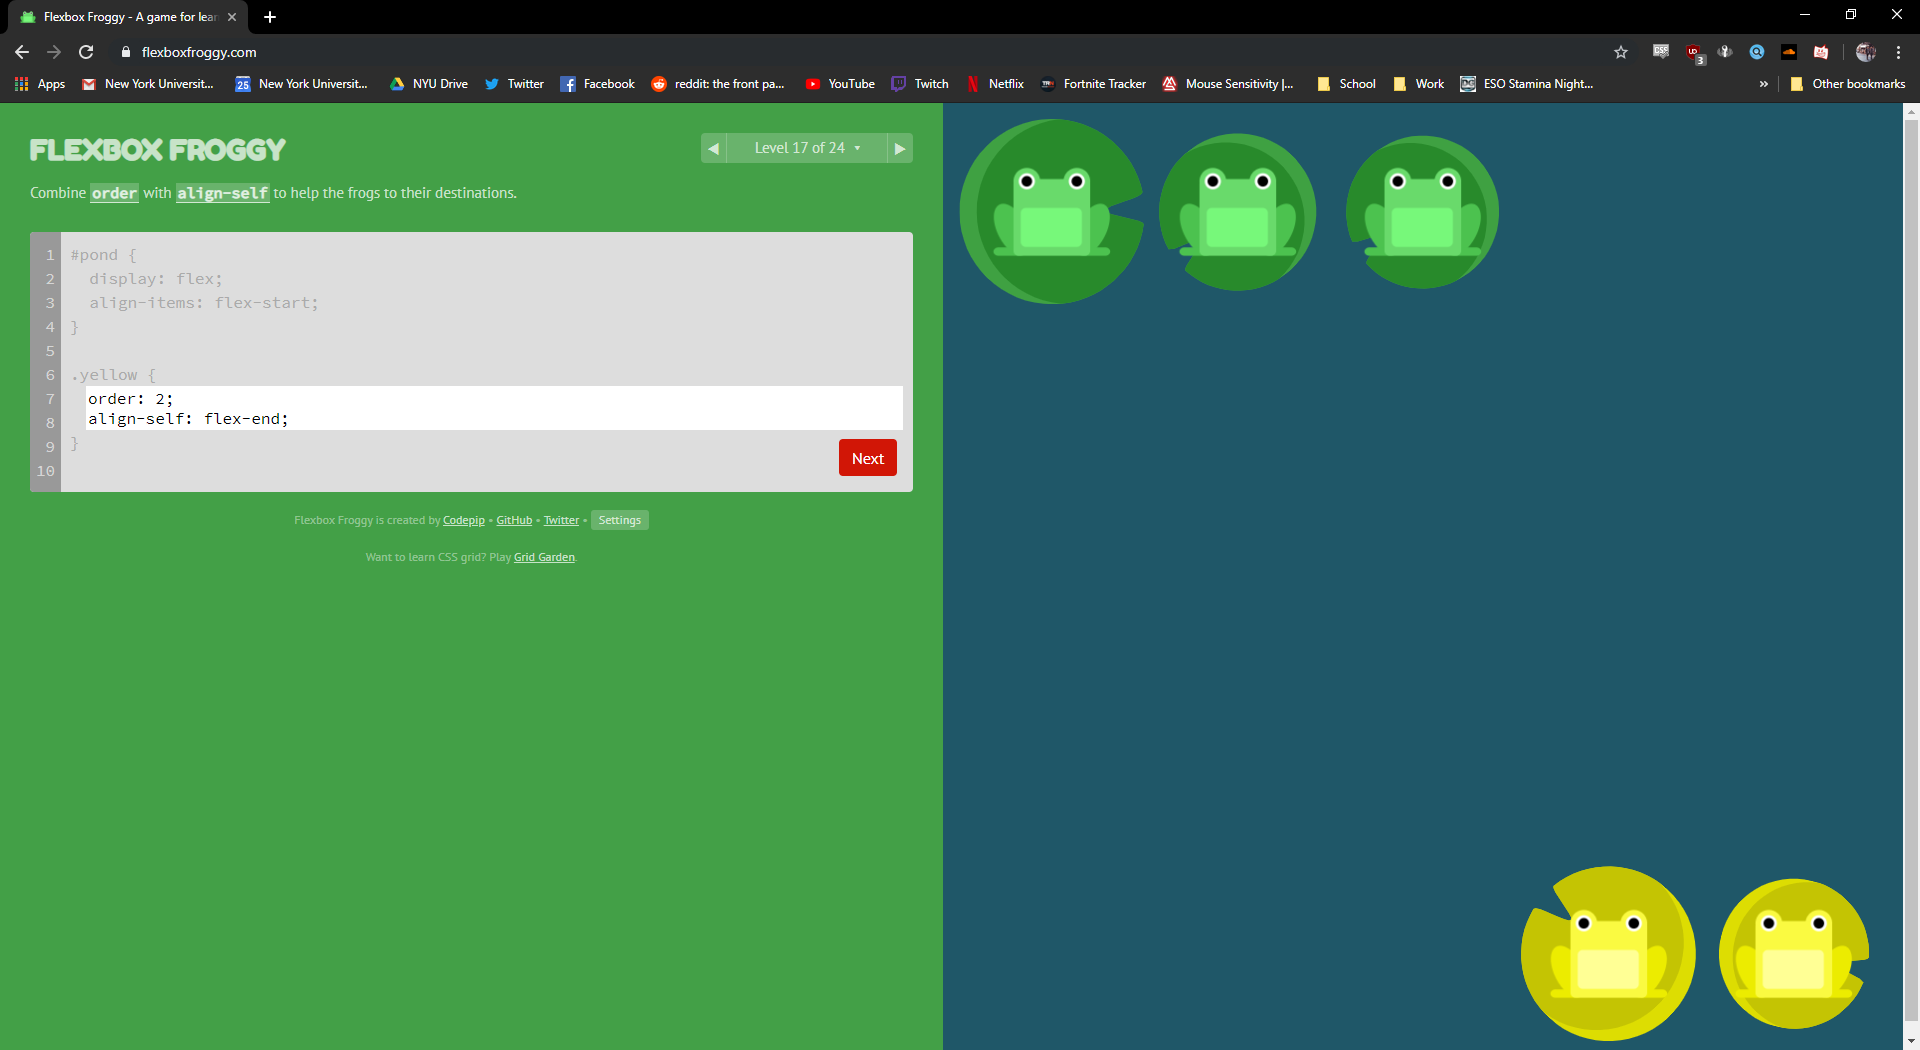 Flexbox Froggy - A game for lear
flexboxfroggy.com
3
Apps
New York Universit...
25
New York Universit...
NYU Drive
Twitter
Facebook
reddit: the front pa...
YouTube
Twitch
Netflix
Fortnite Tracker
Mouse Sensitivity |...
School
Work
ESO Stamina Night...
»
Other bookmarks
FLEXBOX FROGGY
Level 17 of 24
Combine order with align-self to help the frogs to their destinations.
1 #pond {
2 display: flex;
3 align-items: flex-start;
4 }
5
6 .yellow {
7 order: 2;
8 align-self: flex-end;
9 }
10
Next
Flexbox Froggy is created by Codepip • GitHub • Twitter • Settings
Want to learn CSS grid? Play Grid Garden.